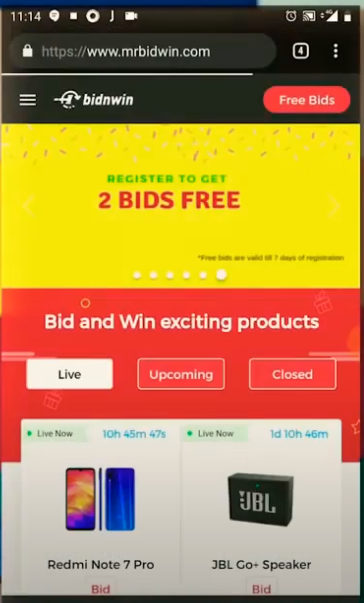 11:14
https://www.mrbidwin.com
4
bidnwin
Free Bids
REGISTER TO GET
2 BIDS FREE
*Free bids are valid till 7 days of registration
Bid and Win exciting products
Live
Upcoming
Closed
Live Now
10h 45m 47s
Live Now
1d 10h 46m
JBL
Redmi Note 7 Pro
JBL Go+ Speaker
Bid
Bid